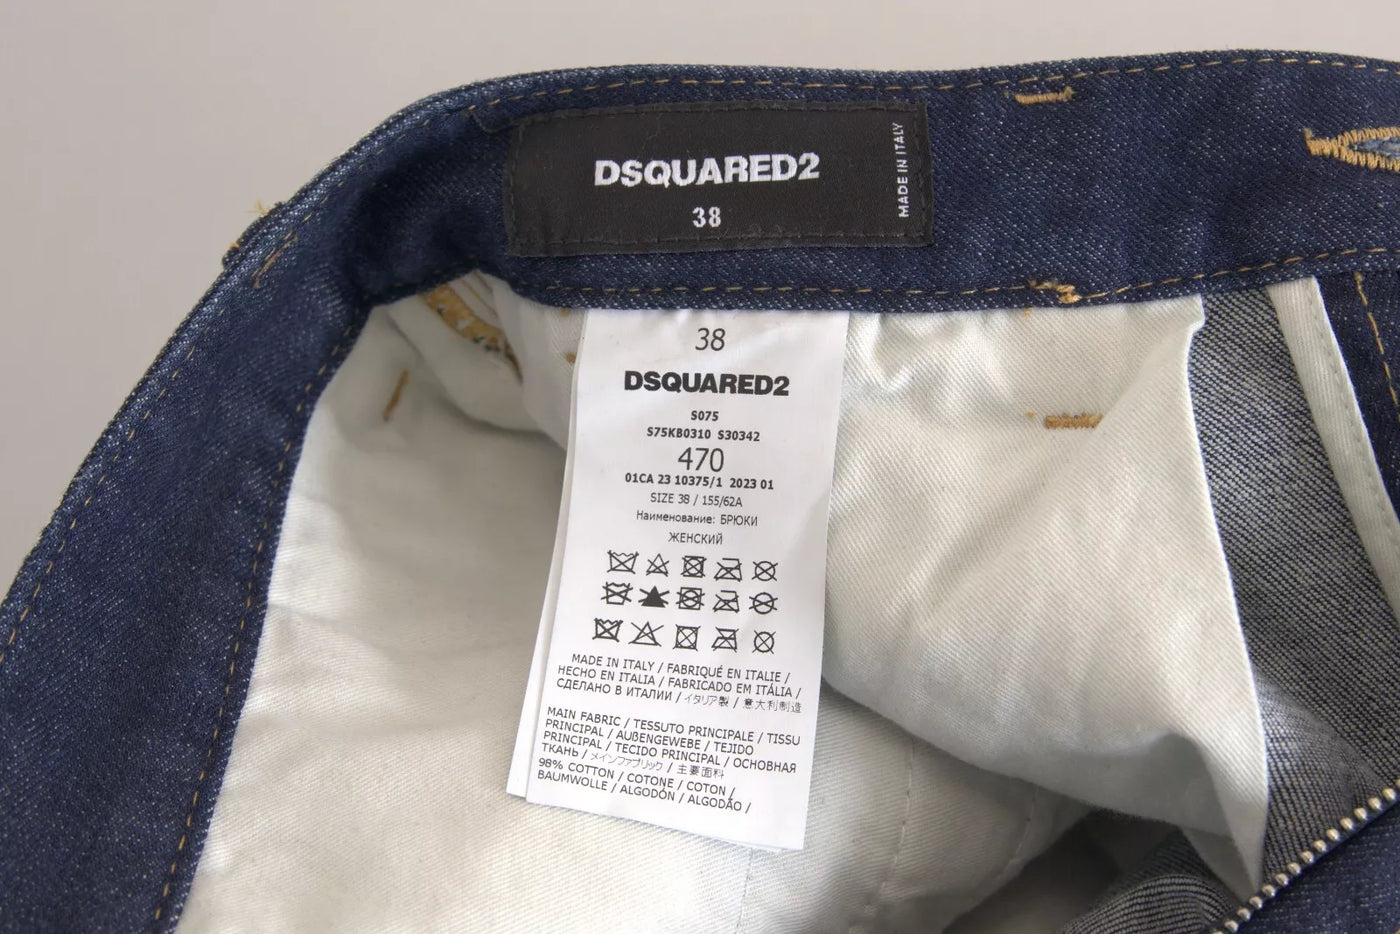 DSQUARED2
38
MADE IN ITALY
38
DSQUARED2
S075
S75KB0310 S30342
470
01CA 23 10375/1 2023 01
SIZE 38 / 155/62A
Наименование: БРЮКИ
ЖЕНСКИЙ
MADE IN ITALY / FABRIQUÉ EN ITALIE /
HECHO EN ITALIA / FABRICADO EM ITÁLIA /
СДЕЛАНО В ИТАЛИИ / イタリア製 / 意大利制造
MAIN FABRIC / TESSUTO PRINCIPALE / TISSU
PRINCIPAL / AUßENGEWEBE / TEJIDO
PRINCIPAL / TECIDO PRINCIPAL / ОСНОВНАЯ
ТКАНЬ / メインファブリック / 主要面料
98% COTTON / COTONE / COTON /
BAUMWOLLE / ALGODÓN / ALGODÃO /